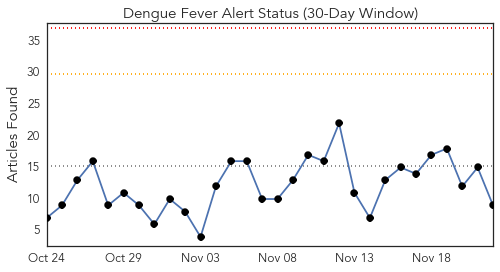 Dengue Fever Alert Status (30-Day Window)
Articles Found
35
30
25
20
15
10
5
Oct 24 Oct 29 Nov 03 Nov 08 Nov 13 Nov 18